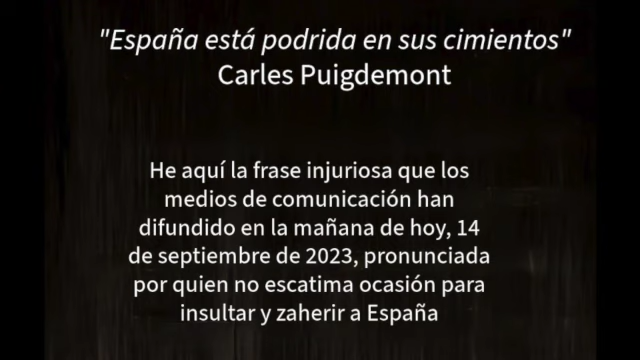 "España está podrida en sus cimientos"
Carles Puigdemont
He aquí la frase injuriosa que los
medios de comunicación han
difundido en la mañana de hoy, 14
de septiembre de 2023, pronunciada
por quien no escatima ocasión para
insultar y zaherir a España